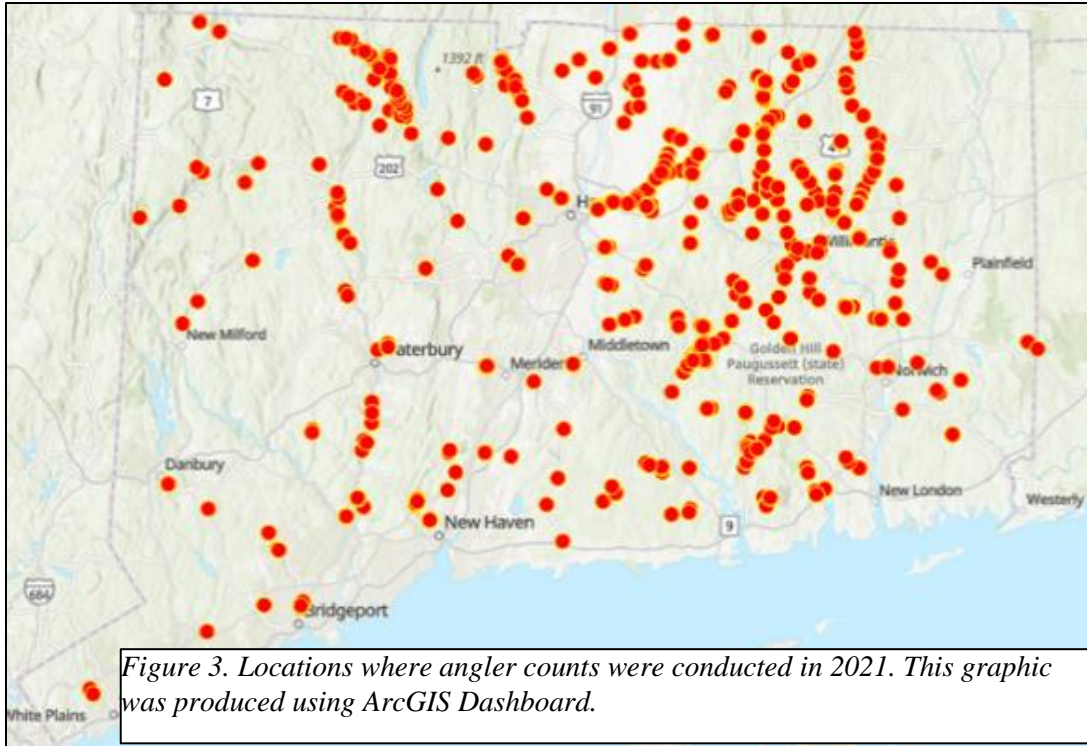 1392 ft
7
91
202
H
Plainfield
New Milford
aterbury
Meriden
Middletown
Golden Hill
Paugussett (state)
Reservation
Norwich
Danbury
New London
Westerly
New Haven
9
684
Bridgeport
White Plains
Figure 3. Locations where angler counts were conducted in 2021. This graphic
was produced using ArcGIS Dashboard.